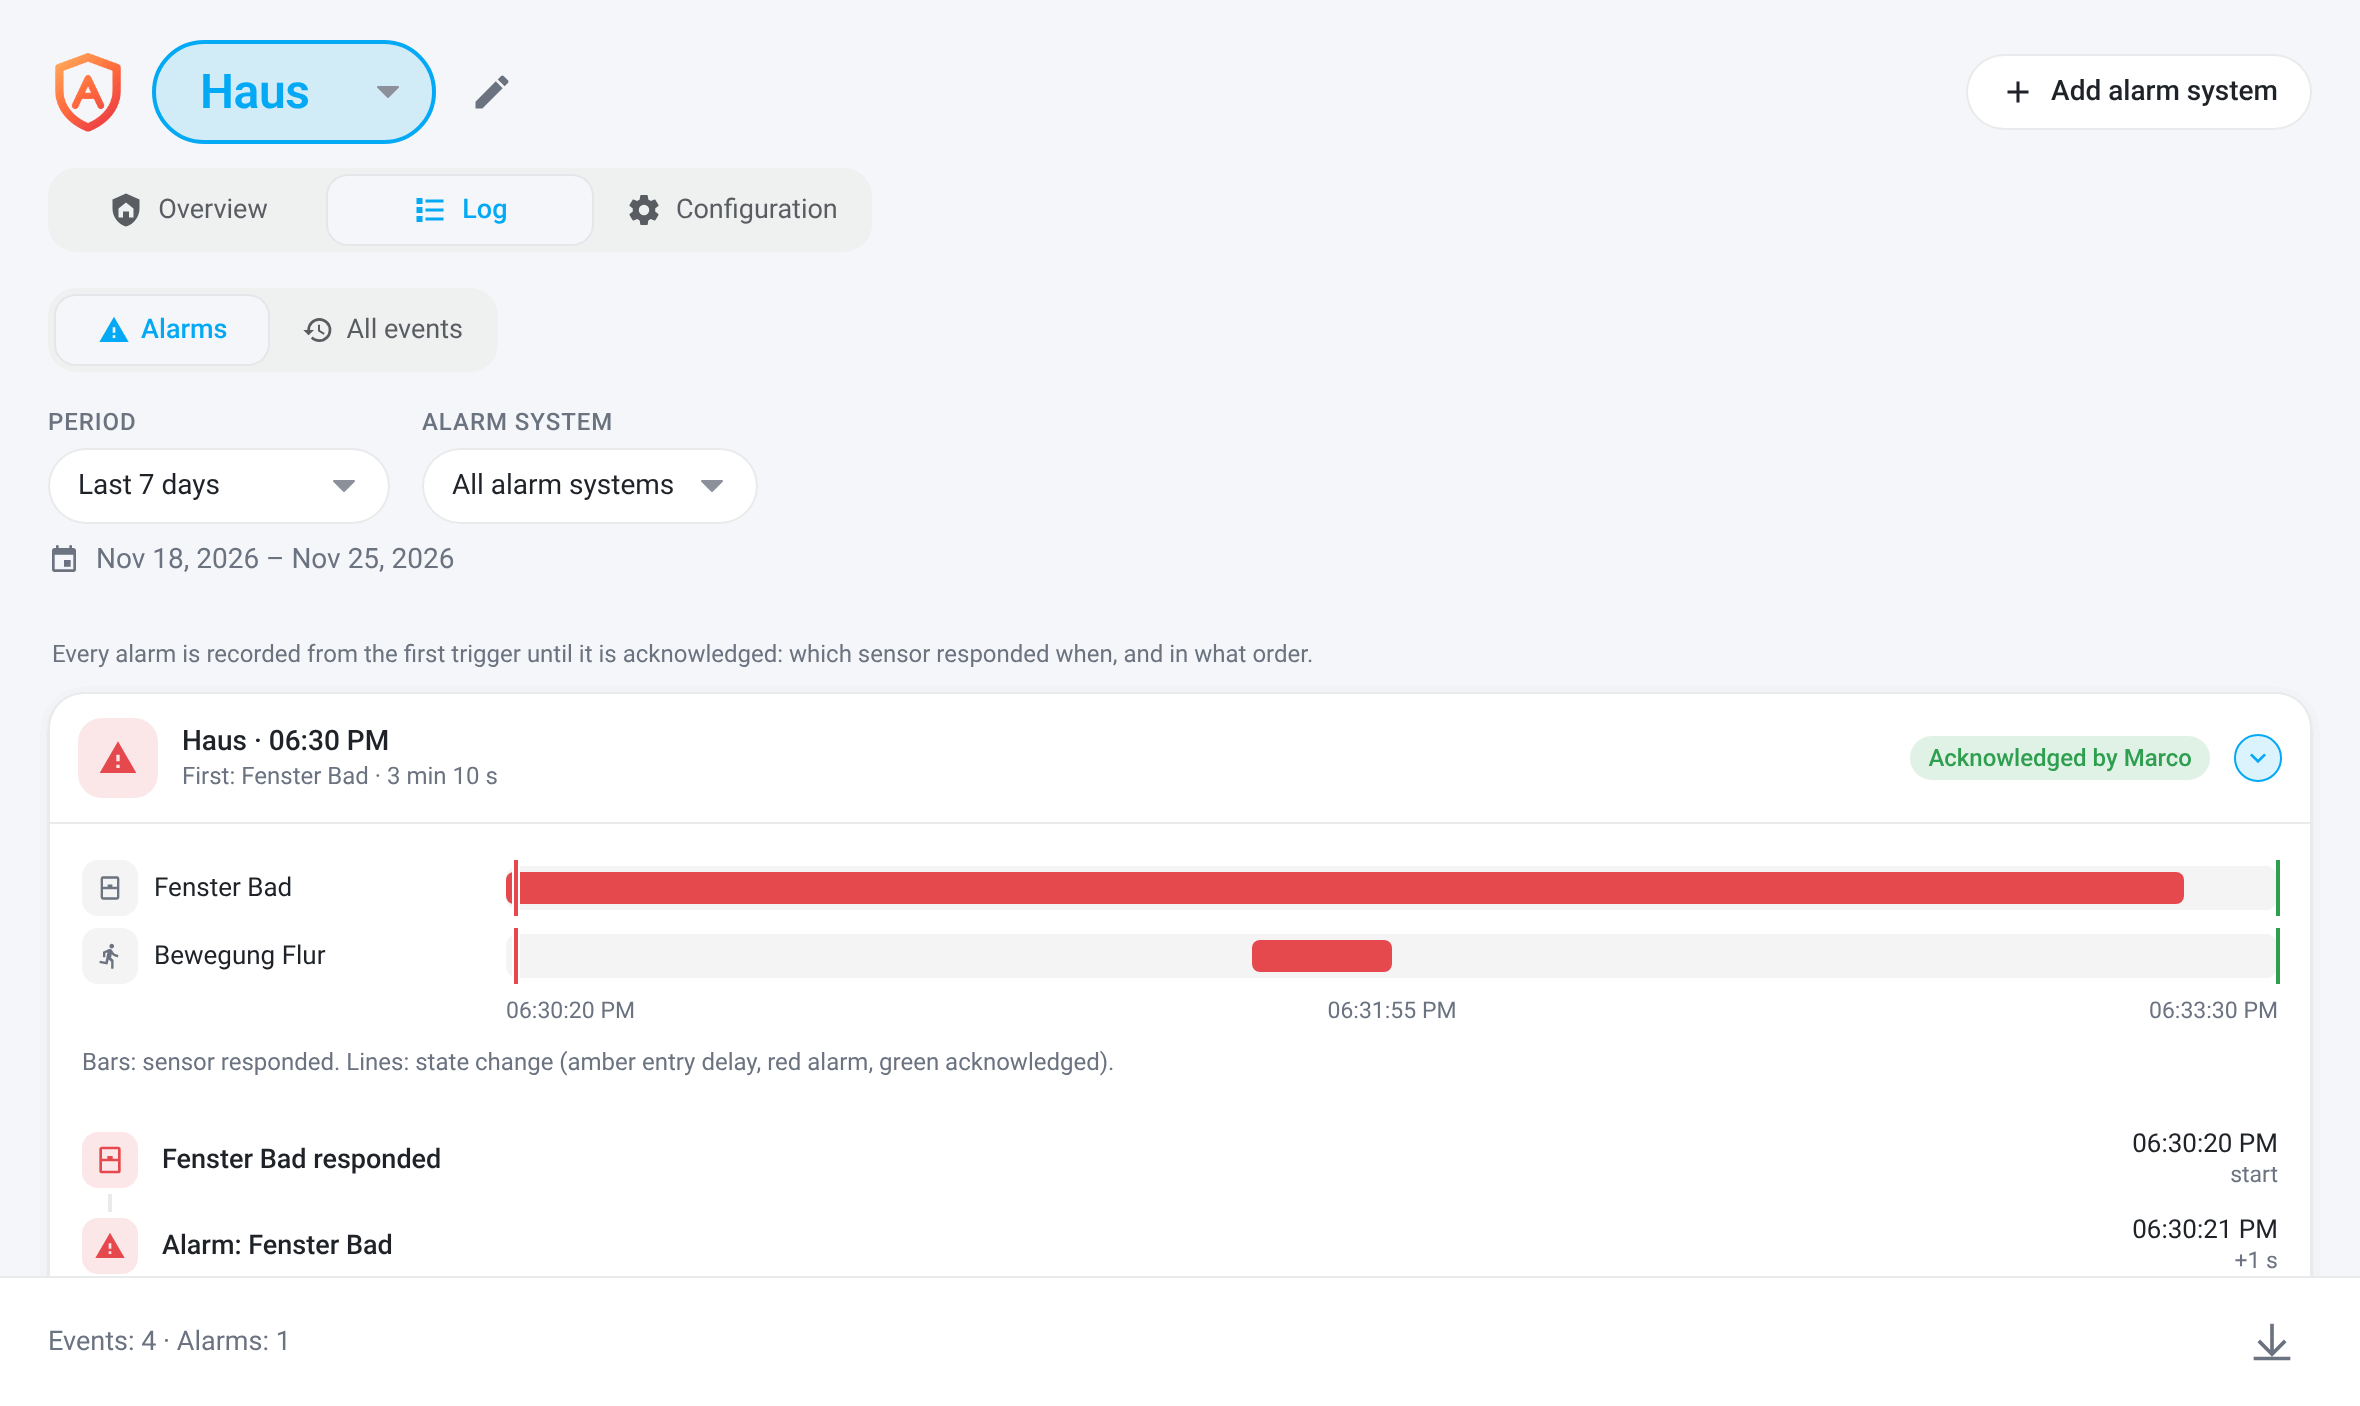 Haus
Add alarm system
Overview
Log
Configuration
Alarms
All events
PERIOD
ALARM SYSTEM
Last 7 days
All alarm systems
Nov 18, 2026 – Nov 25, 2026
Every alarm is recorded from the first trigger until it is acknowledged: which sensor responded when, and in what order.
Haus · 06:30 PM
First: Fenster Bad · 3 min 10 s
Acknowledged by Marco
Fenster Bad
Bewegung Flur
06:30:20 PM
06:31:55 PM
06:33:30 PM
Bars: sensor responded. Lines: state change (amber entry delay, red alarm, green acknowledged).
Fenster Bad responded
06:30:20 PM
start
Alarm: Fenster Bad
06:30:21 PM
+1 s
Events: 4 · Alarms: 1